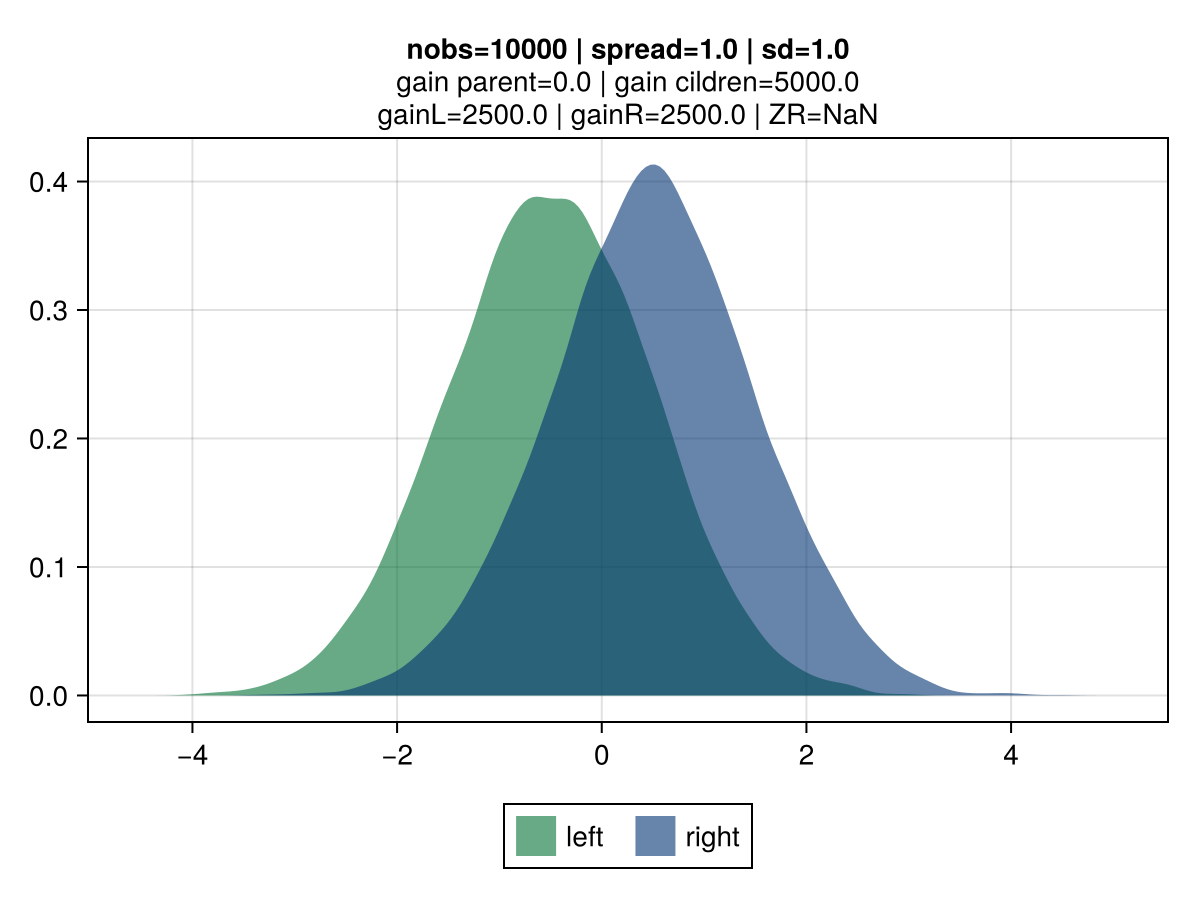 nobs=10000 | spread=1.0 | sd=1.0
gain parent=0.0 | gain cildren=5000.0
gainL=2500.0 | gainR=2500.0 | ZR=NaN
0.4
0.3
0.2
0.1
0.0
−4 −2 0 2 4
left right